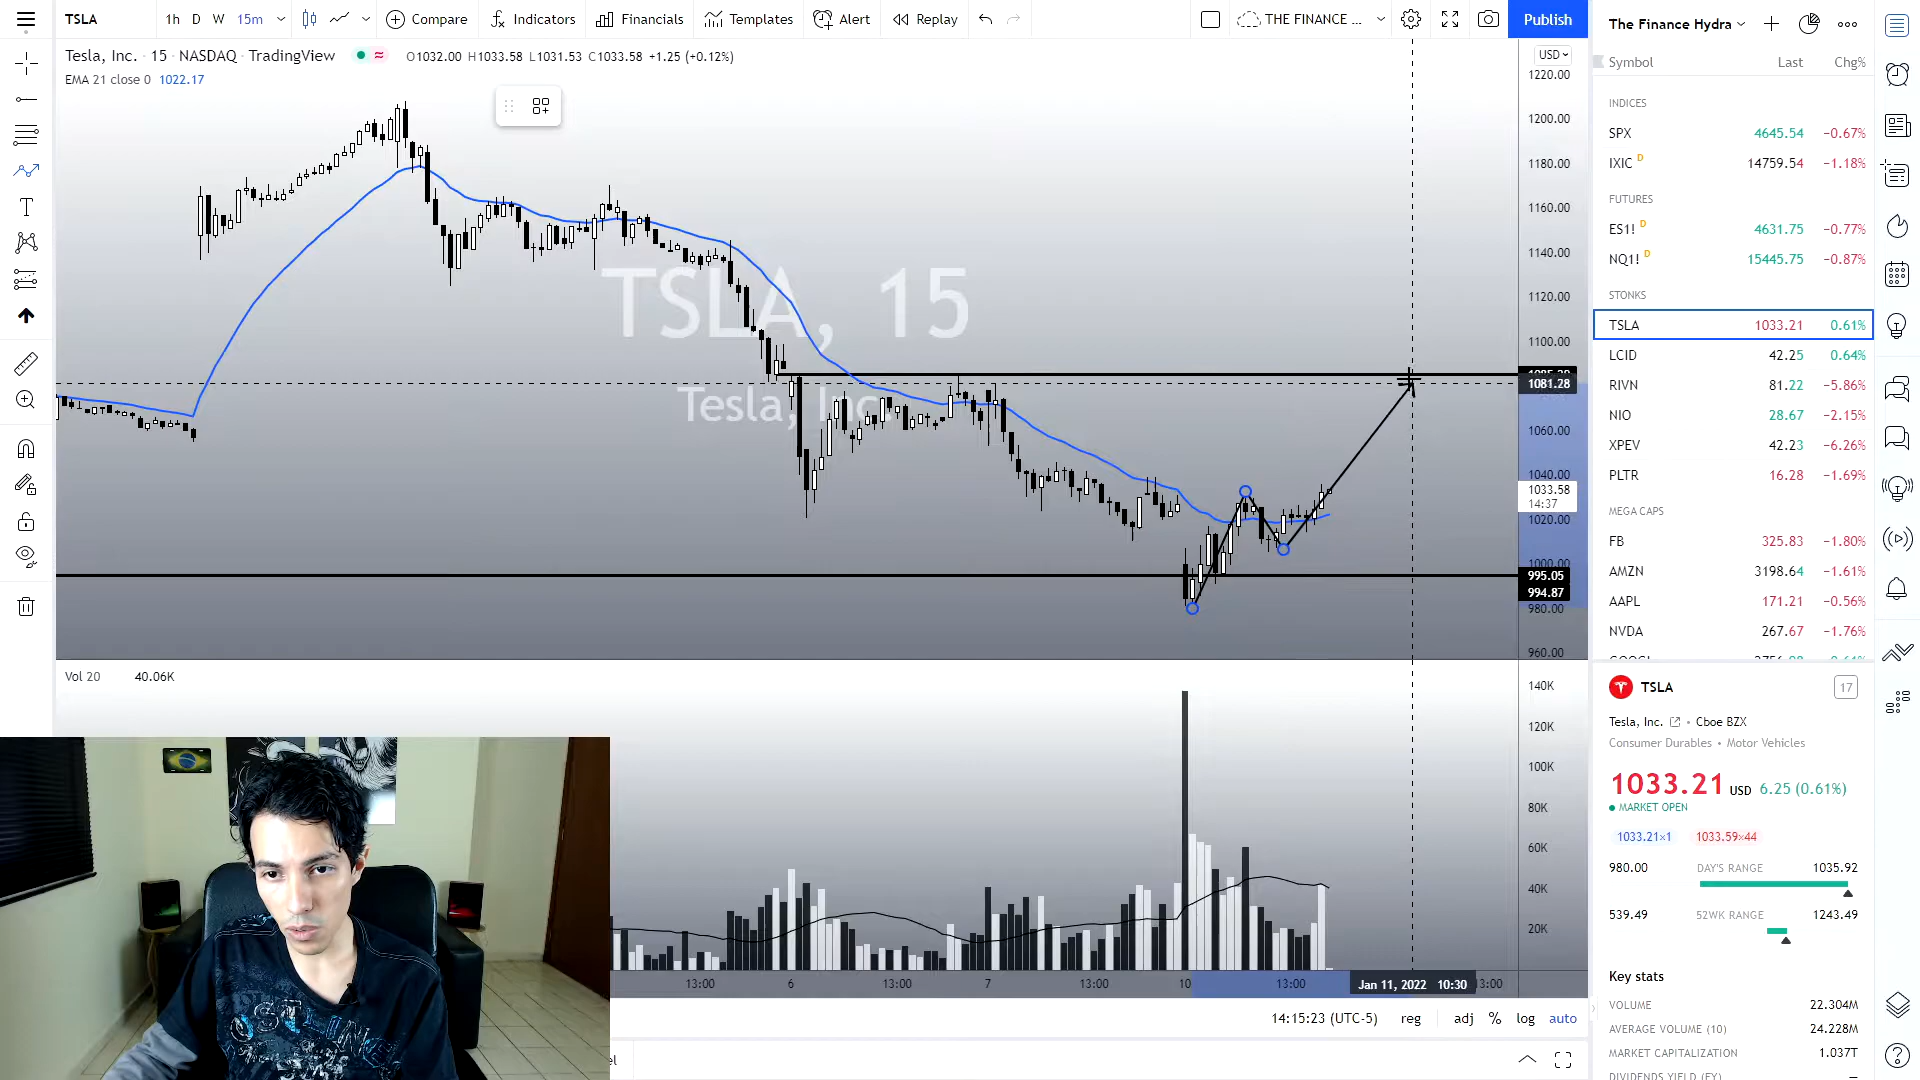 TSLA
1h D W 15m
Compare
Indicators
Financials
Templates
Alert
Replay
THE FINANCE ...
Publish
Tesla, Inc. · 15 · NASDAQ · TradingView
O1032.00 H1033.58 L1031.53 C1033.58 +1.25 (+0.12%)
EMA 21 close 0 1022.17
USD
1220.00
1200.00
1180.00
1160.00
1140.00
1120.00
1100.00
1081.28
1060.00
1040.00
1033.58
14:37
1020.00
995.05
994.87
980.00
960.00
TSLA, 15
Tesla, Inc.
Vol 20 40.06K
140K
120K
100K
80K
60K
40K
20K
13:00 6 13:00 7 13:00 10 13:00 Jan 11, 2022 10:30 13:00
14:15:23 (UTC-5) reg adj % log auto
The Finance Hydra
Symbol Last Chg%
INDICES
SPX 4645.54 −0.67%
IXIC D 14759.54 −1.18%
FUTURES
ES1! D 4631.75 −0.77%
NQ1! D 15445.75 −0.87%
STONKS
TSLA 1033.21 0.61%
LCID 42.25 0.64%
RIVN 81.22 −5.86%
NIO 28.67 −2.15%
XPEV 42.23 −6.26%
PLTR 16.28 −1.69%
MEGA CAPS
FB 325.83 −1.80%
AMZN 3198.64 −1.61%
AAPL 171.21 −0.56%
NVDA 267.67 −1.76%
TSLA
17
Tesla, Inc. • Cboe BZX
Consumer Durables • Motor Vehicles
1033.21 USD 6.25 (0.61%)
MARKET OPEN
1033.21×1 1033.59×44
980.00 DAY'S RANGE 1035.92
539.49 52WK RANGE 1243.49
Key stats
VOLUME 22.304M
AVERAGE VOLUME (10) 24.228M
MARKET CAPITALIZATION 1.037T
DIVIDENDS YIELD (FY) —